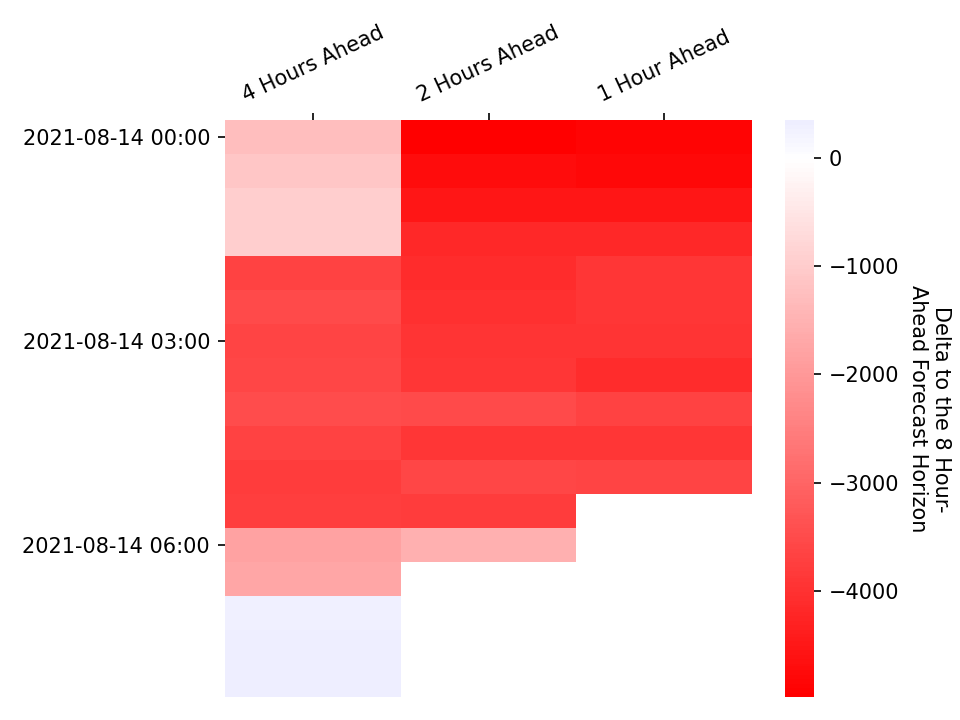 4 Hours Ahead
2 Hours Ahead
1 Hour Ahead
2021-08-14 00:00
2021-08-14 03:00
2021-08-14 06:00
0
−1000
−2000
−3000
−4000
Delta to the 8 Hour-
Ahead Forecast Horizon